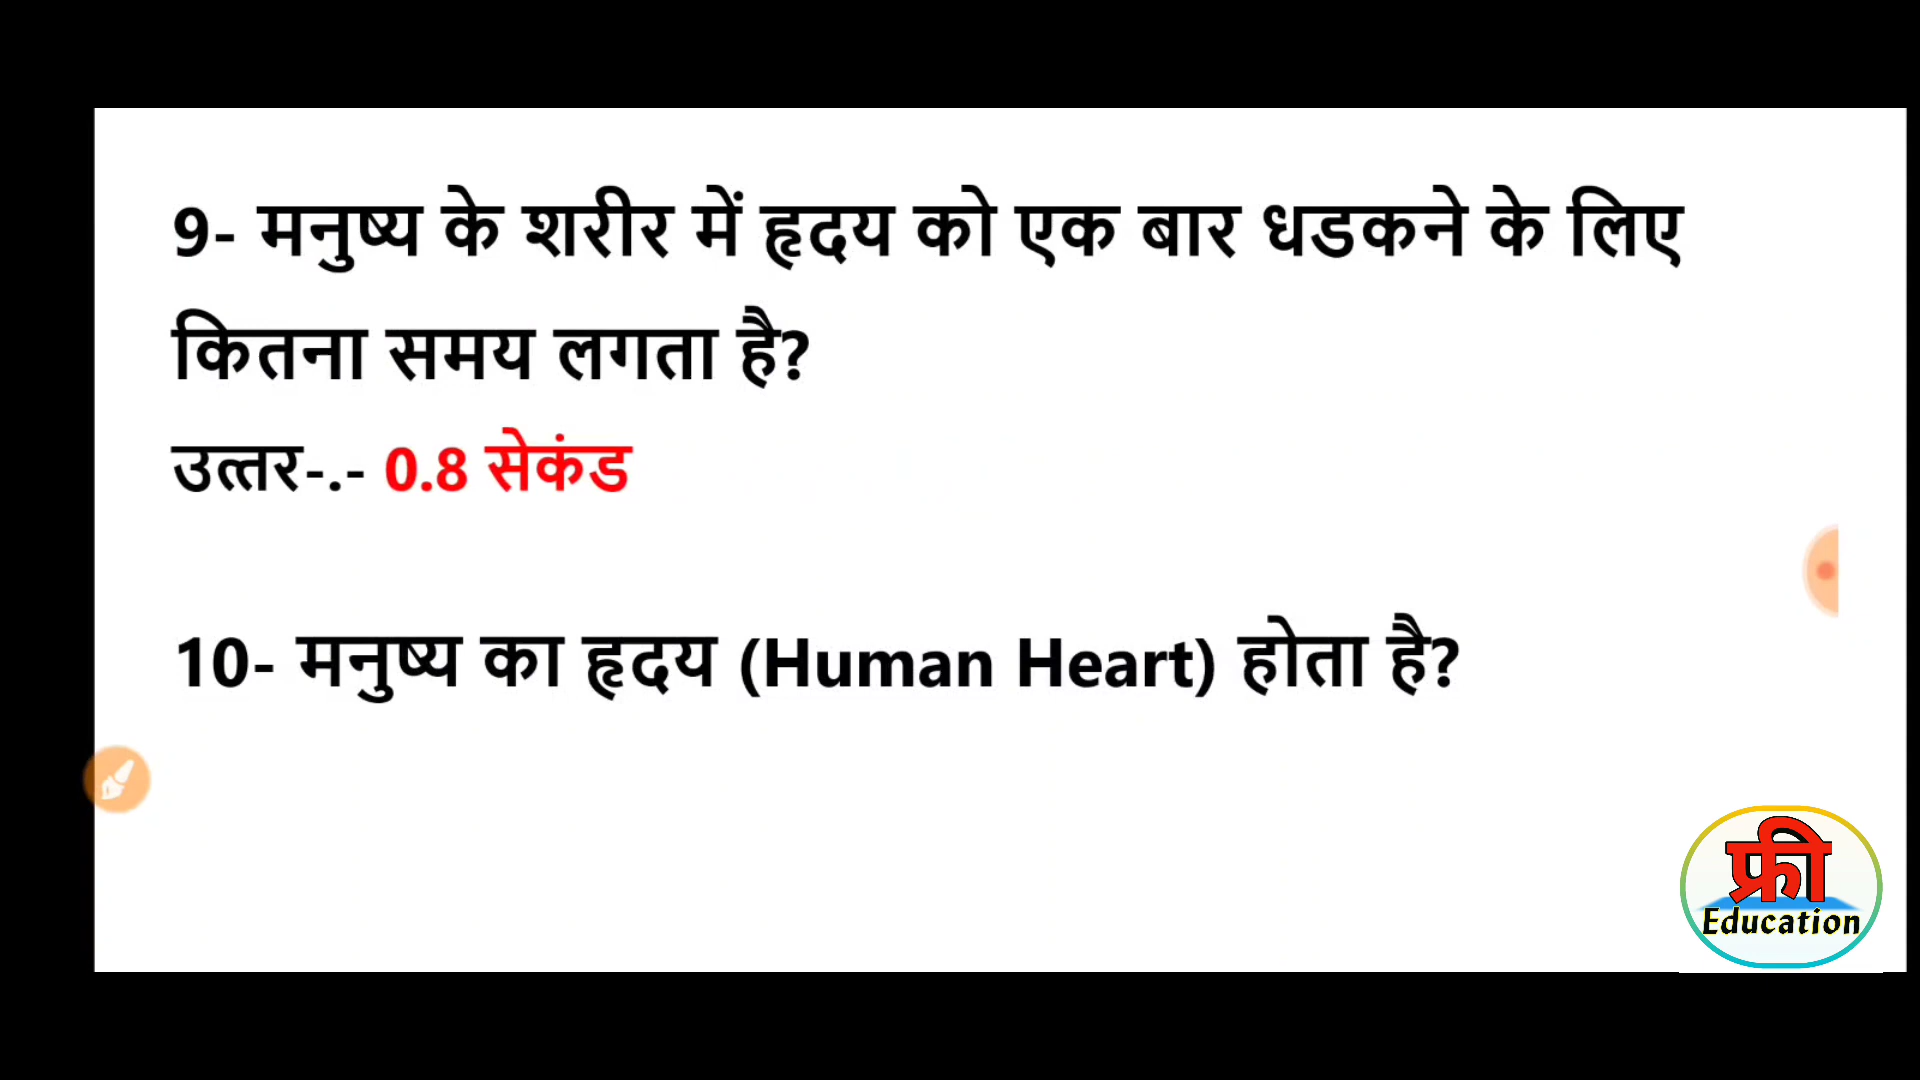 9- मनुष्य के शरीर में हृदय को एक बार धडकने के लिए
कितना समय लगता है?
उत्तर-.- 0.8 सेकंड
10- मनुष्य का हृदय (Human Heart) होता है?
फ्री
Education